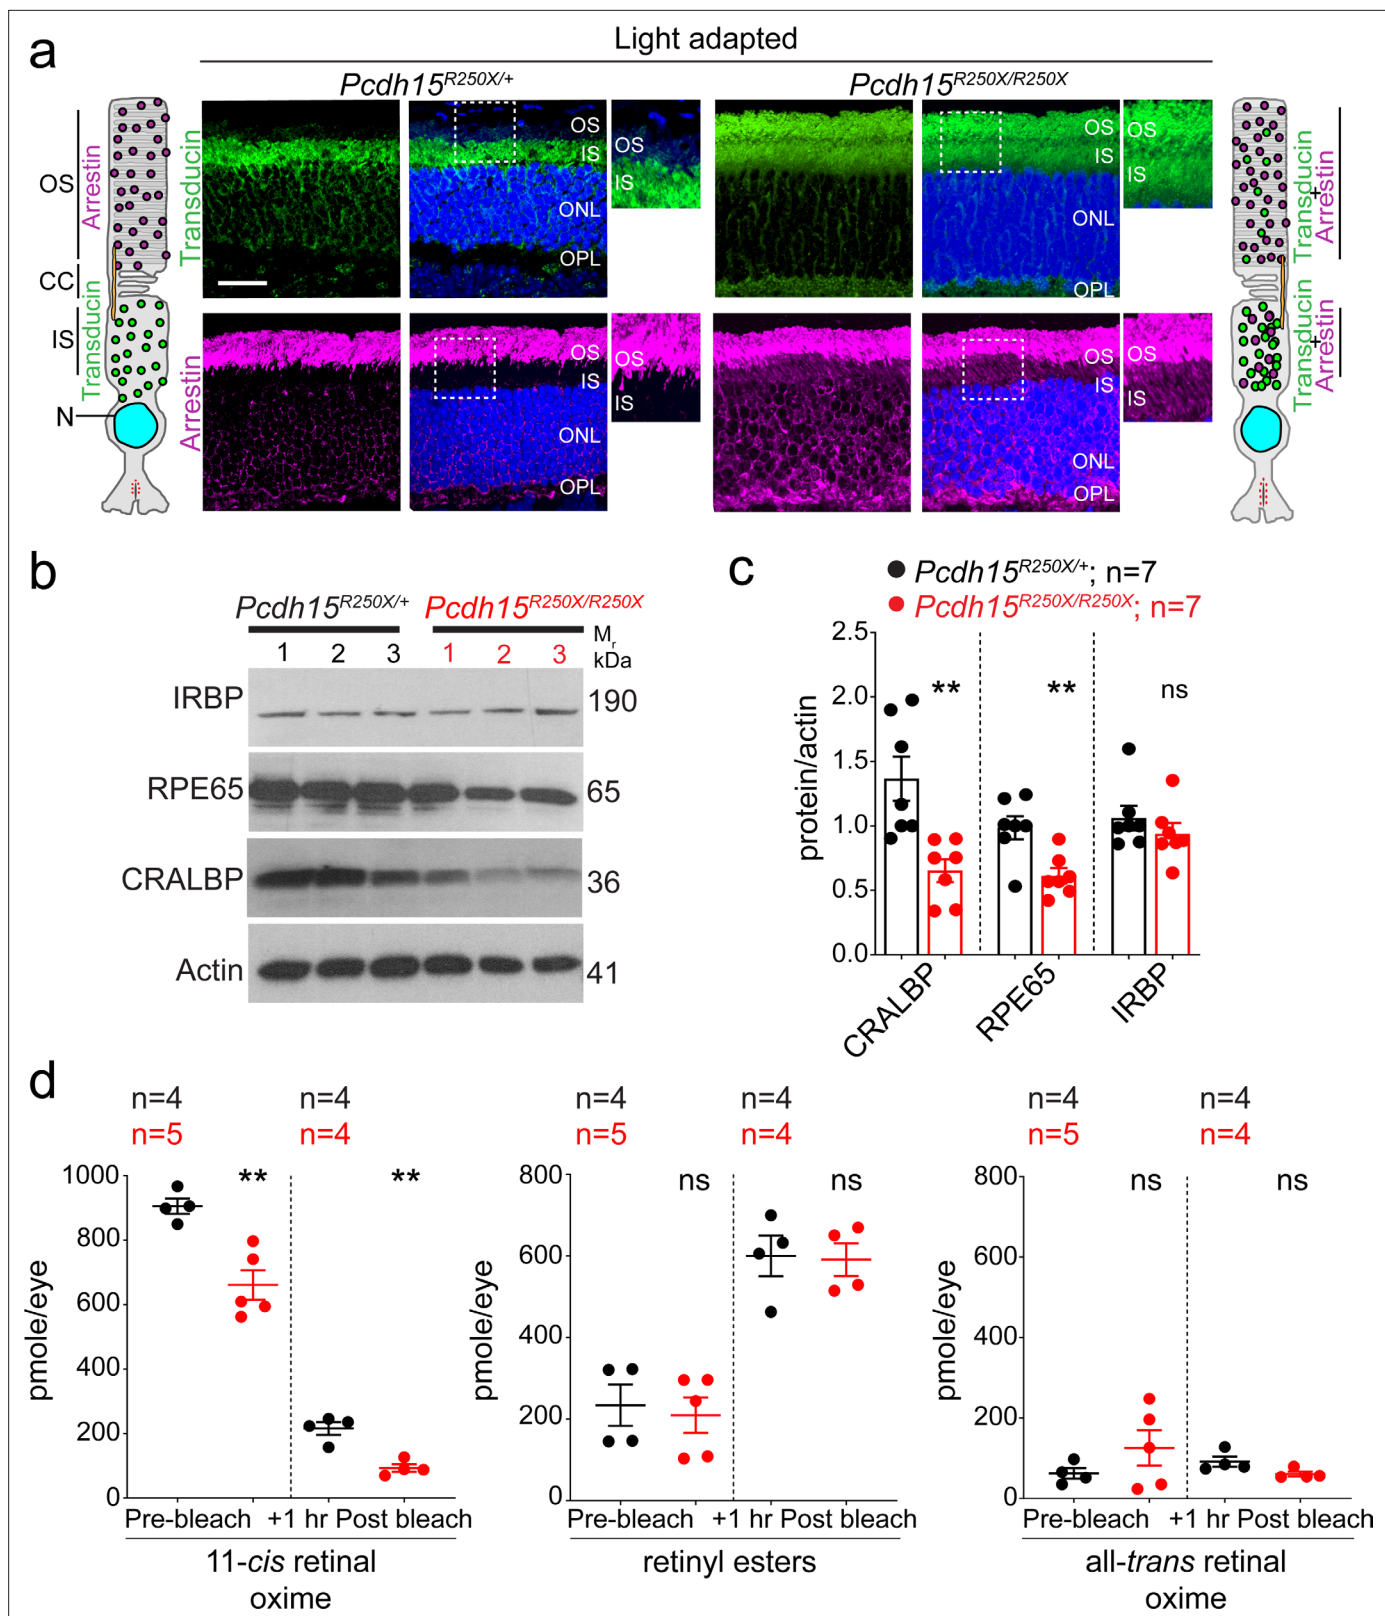 a
Light adapted
Pcdh15R250X/+
Pcdh15R250X/R250X
OS
CC
IS
N
Arrestin
Transducin
Transducin
Arrestin
OS
IS
ONL
OPL
OS
IS
OS
IS
ONL
OPL
OS
IS
OS
IS
ONL
OPL
OS
IS
OS
IS
ONL
OPL
OS
IS
Transducin
+
Arrestin
Transducin
+
Arrestin
b
Pcdh15R250X/+ Pcdh15R250X/R250X
1 2 3 1 2 3
Mr
kDa
IRBP 190
RPE65 65
CRALBP 36
Actin 41
c
Pcdh15R250X/+; n=7
Pcdh15R250X/R250X; n=7
protein/actin
2.5
2.0
1.5
1.0
0.5
0.0
** ** ns
CRALBP
RPE65
IRBP
d
n=4 n=4
n=5 n=4
pmole/eye
1000
800
600
400
200
0
** **
Pre-bleach +1 hr Post bleach
11-cis retinal
oxime
n=4 n=4
n=5 n=4
pmole/eye
800
600
400
200
0
ns ns
Pre-bleach +1 hr Post bleach
retinyl esters
n=4 n=4
n=5 n=4
pmole/eye
800
600
400
200
0
ns ns
Pre-bleach +1 hr Post bleach
all-trans retinal
oxime